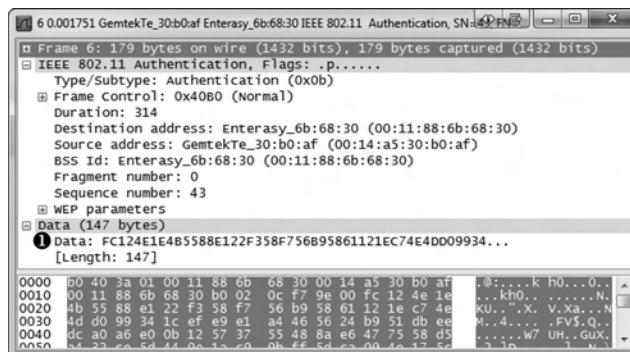 6 0.001751 GemtekTe_30:b0:af Enterasy_6b:68:30 IEEE 802.11 Authentication, SN=43, FN
Frame 6: 179 bytes on wire (1432 bits), 179 bytes captured (1432 bits)
IEEE 802.11 Authentication, Flags: .p......
Type/Subtype: Authentication (0x0b)
Frame Control: 0x40B0 (Normal)
Duration: 314
Destination address: Enterasy_6b:68:30 (00:11:88:6b:68:30)
Source address: GemtekTe_30:b0:af (00:14:a5:30:b0:af)
BSS Id: Enterasy_6b:68:30 (00:11:88:6b:68:30)
Fragment number: 0
Sequence number: 43
WEP parameters
Data (147 bytes)
1 Data: FC124E1E4B5588E122F358F756B95861121EC74E4DD09934...
[Length: 147]
0000 b0 40 3a 01 00 11 88 6b 68 30 00 14 a5 30 b0 af .@:....k h0...0..
0010 00 11 88 6b 68 30 b0 02 0c f7 9e 00 fc 12 4e 1e ...kh0.. ......N.
0020 4b 55 88 e1 22 f3 58 f7 56 b9 58 61 12 1e c7 4e KU..".X. V.Xa...N
0030 4d d0 99 34 1c ef e9 e1 a4 46 56 24 b9 51 db ee M..4.... .FV$.Q..
0040 dc a0 a6 e0 0b 12 57 37 55 48 8a e6 47 75 58 d5 ......W7 UH..GuX.